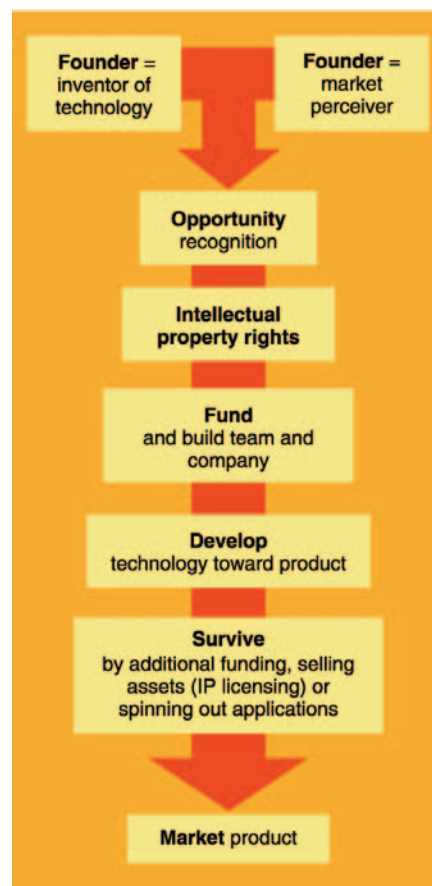 Founder =
inventor of
technology
Founder =
market
perceiver
Opportunity
recognition
Intellectual
property rights
Fund
and build team and
company
Develop
technology toward product
Survive
by additional funding, selling
assets (IP licensing) or
spinning out applications
Market product